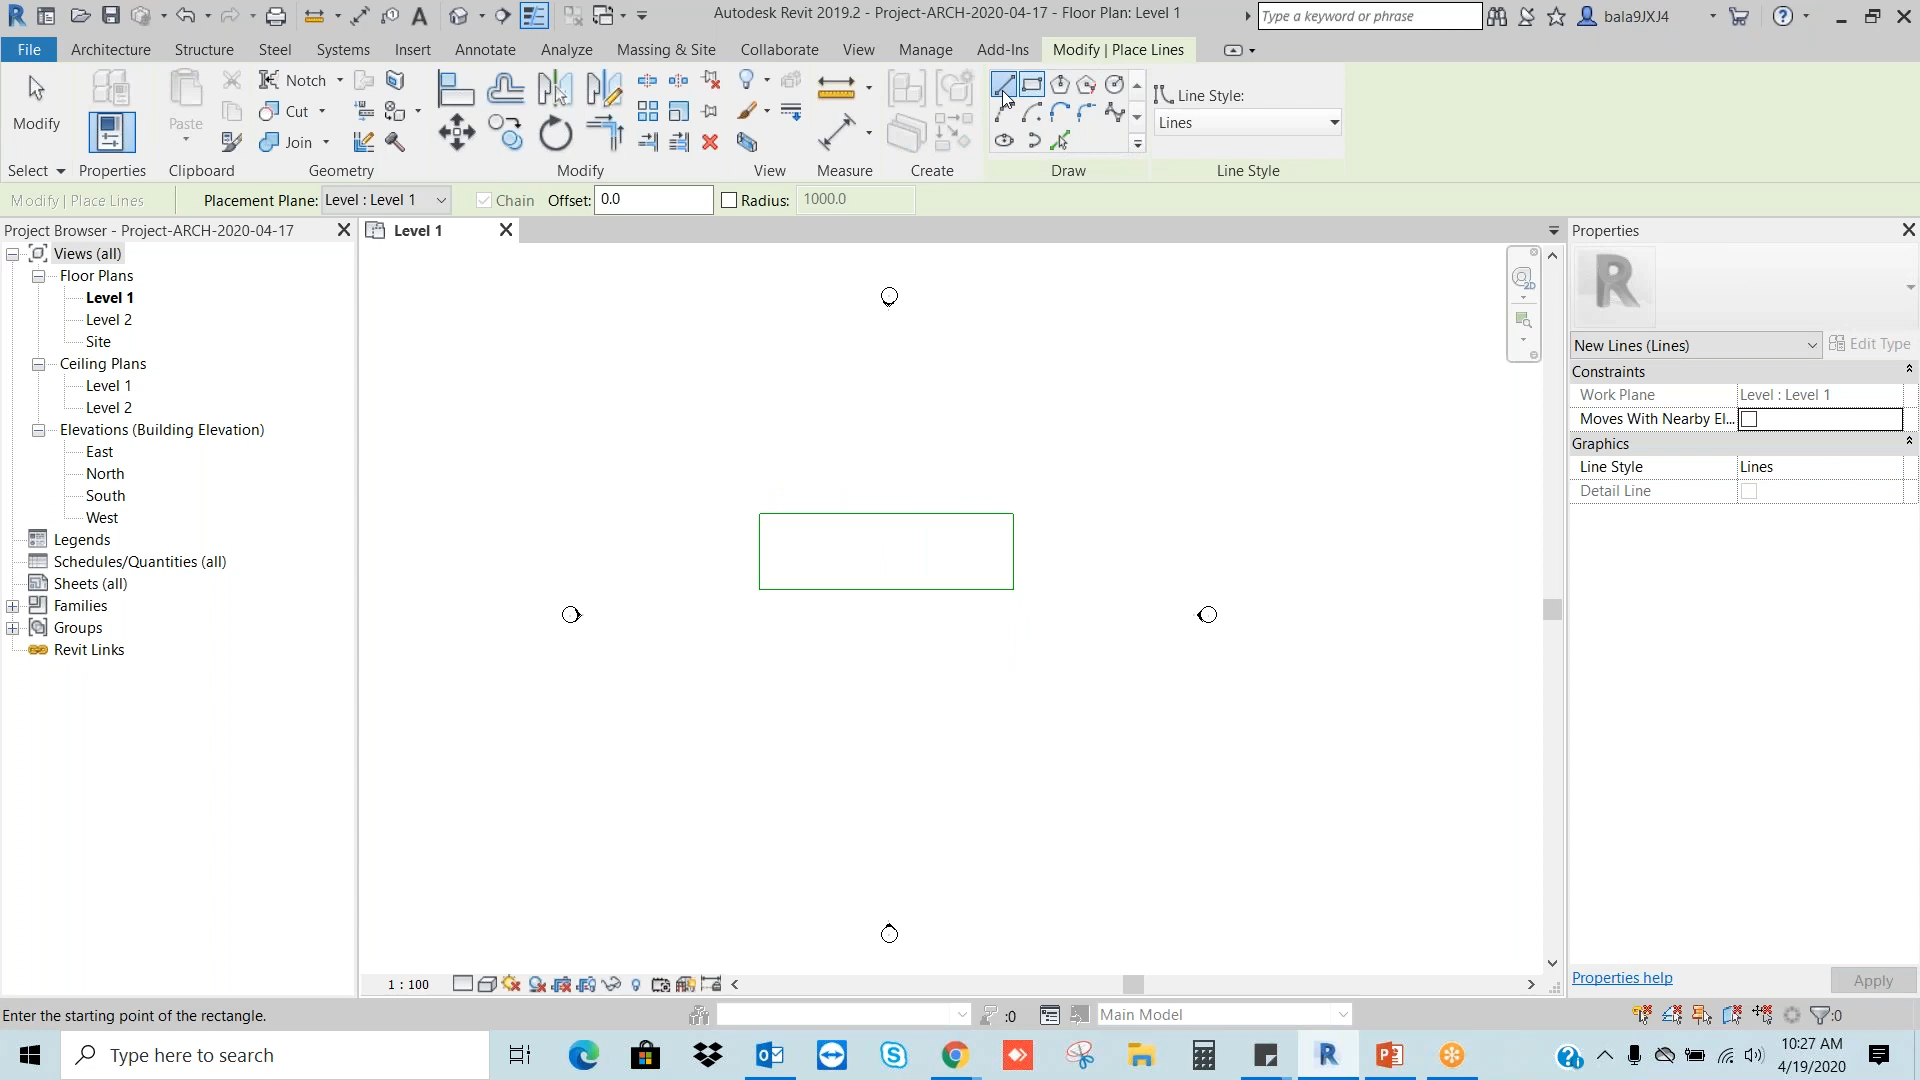 Autodesk Revit 2019.2 - Project-ARCH-2020-04-17 - Floor Plan: Level 1
Type a keyword or phrase
bala9JXJ4
File Architecture Structure Steel Systems Insert Annotate Analyze Massing & Site Collaborate View Manage Add-Ins Modify | Place Lines
Modify
Paste
Notch
Cut
Join
Line Style:
Lines
Select Properties Clipboard Geometry Modify View Measure Create Draw Line Style
Modify | Place Lines Placement Plane: Level : Level 1 Chain Offset: 0.0 Radius: 1000.0
Project Browser - Project-ARCH-2020-04-17
Views (all)
Floor Plans
Level 1
Level 2
Site
Ceiling Plans
Level 1
Level 2
Elevations (Building Elevation)
East
North
South
West
Legends
Schedules/Quantities (all)
Sheets (all)
Families
Groups
Revit Links
Level 1
2D
Properties
R
New Lines (Lines)
Edit Type
Constraints
Work Plane Level : Level 1
Moves With Nearby El...
Graphics
Line Style Lines
Detail Line
Properties help
Apply
1 : 100
Enter the starting point of the rectangle.
:0
Main Model
:0
Type here to search
10:27 AM
4/19/2020